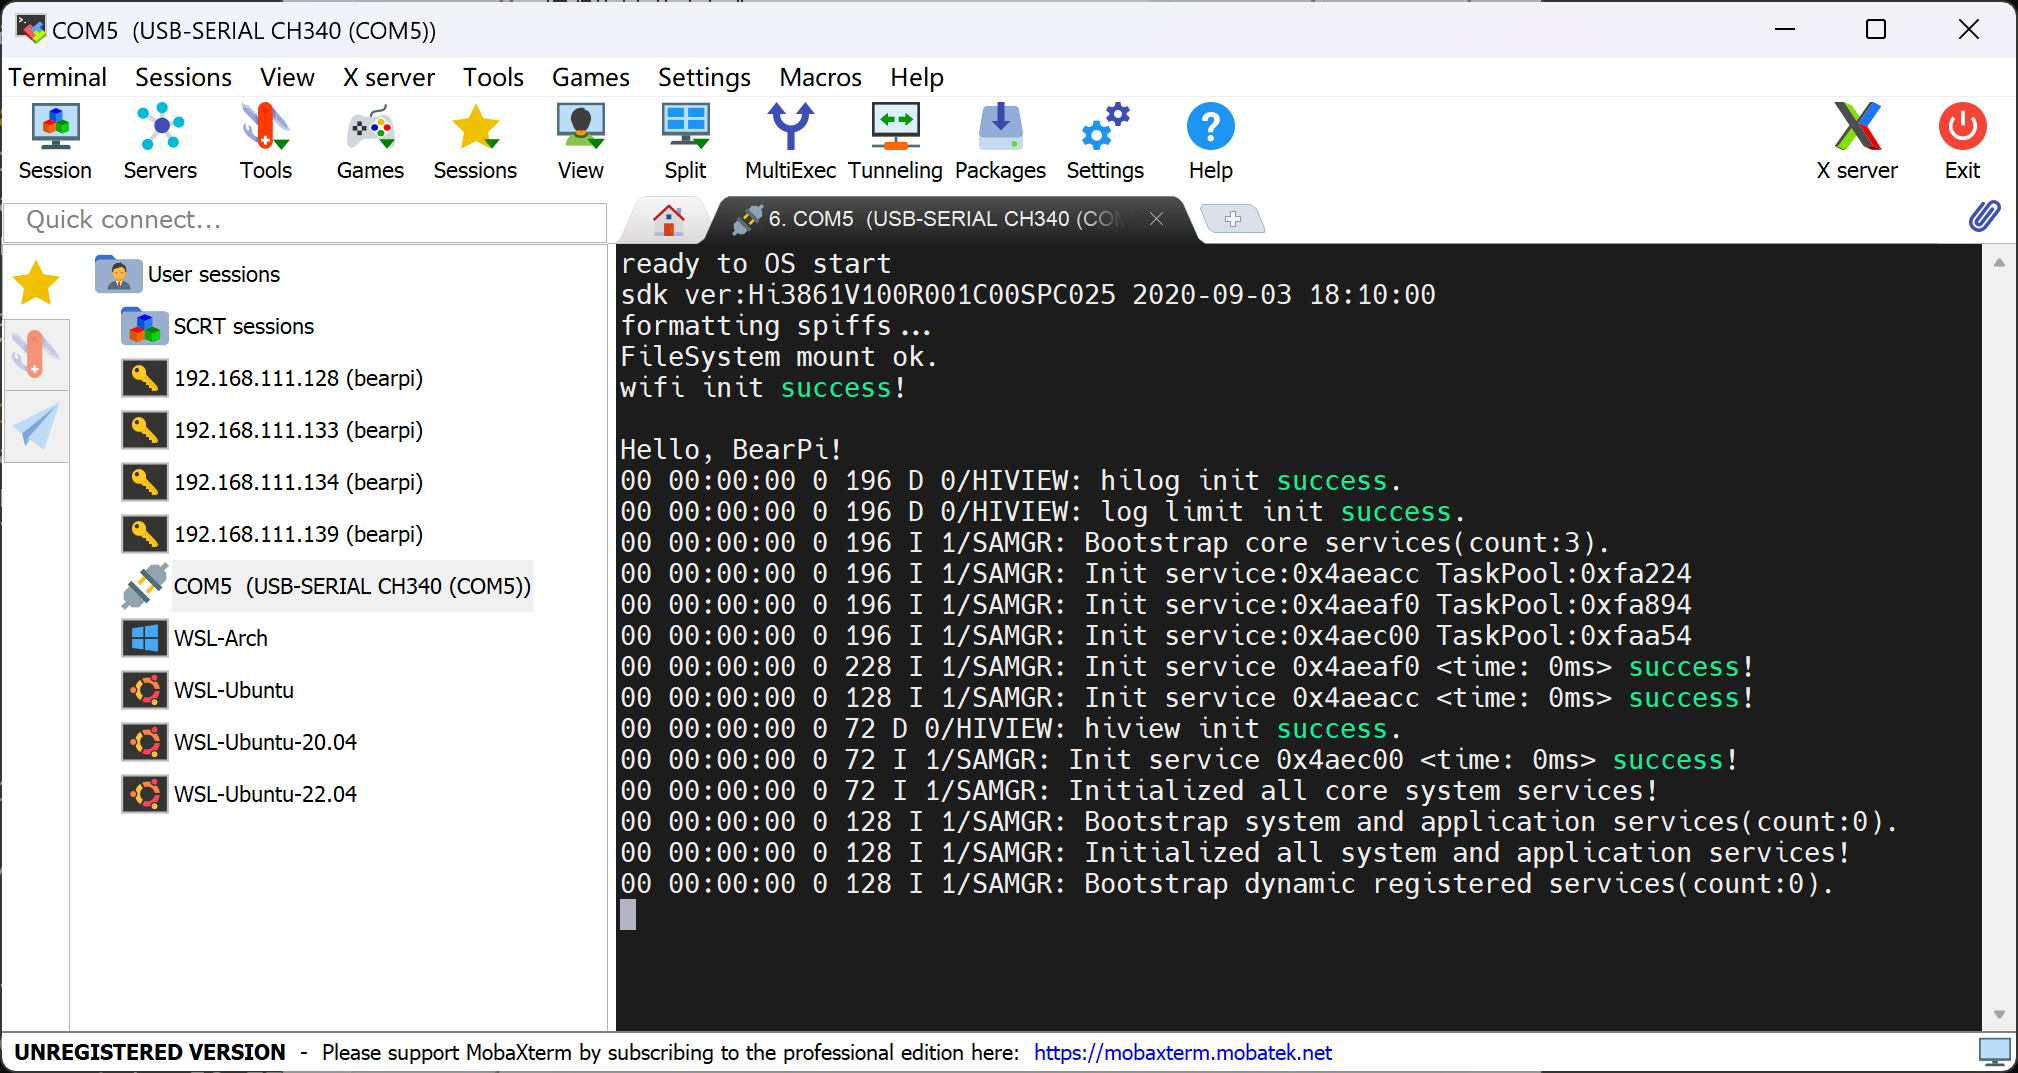 COM5  (USB-SERIAL CH340 (COM5))
Terminal Sessions View X server Tools Games Settings Macros Help
Session Servers Tools Games Sessions View Split MultiExec Tunneling Packages Settings Help X server Exit
Quick connect...
6. COM5  (USB-SERIAL CH340 (COM
User sessions
SCRT sessions
192.168.111.128 (bearpi)
192.168.111.133 (bearpi)
192.168.111.134 (bearpi)
192.168.111.139 (bearpi)
COM5  (USB-SERIAL CH340 (COM5))
WSL-Arch
WSL-Ubuntu
WSL-Ubuntu-20.04
WSL-Ubuntu-22.04
ready to OS start
sdk ver:Hi3861V100R001C00SPC025 2020-09-03 18:10:00
formatting spiffs...
FileSystem mount ok.
wifi init success!
Hello, BearPi!
00 00:00:00 0 196 D 0/HIVIEW: hilog init success.
00 00:00:00 0 196 D 0/HIVIEW: log limit init success.
00 00:00:00 0 196 I 1/SAMGR: Bootstrap core services(count:3).
00 00:00:00 0 196 I 1/SAMGR: Init service:0x4aeacc TaskPool:0xfa224
00 00:00:00 0 196 I 1/SAMGR: Init service:0x4aeaf0 TaskPool:0xfa894
00 00:00:00 0 196 I 1/SAMGR: Init service:0x4aec00 TaskPool:0xfaa54
00 00:00:00 0 228 I 1/SAMGR: Init service 0x4aeaf0 <time: 0ms> success!
00 00:00:00 0 128 I 1/SAMGR: Init service 0x4aeacc <time: 0ms> success!
00 00:00:00 0 72 D 0/HIVIEW: hiview init success.
00 00:00:00 0 72 I 1/SAMGR: Init service 0x4aec00 <time: 0ms> success!
00 00:00:00 0 72 I 1/SAMGR: Initialized all core system services!
00 00:00:00 0 128 I 1/SAMGR: Bootstrap system and application services(count:0).
00 00:00:00 0 128 I 1/SAMGR: Initialized all system and application services!
00 00:00:00 0 128 I 1/SAMGR: Bootstrap dynamic registered services(count:0).
UNREGISTERED VERSION  -  Please support MobaXterm by subscribing to the professional edition here:  https://mobaxterm.mobatek.net